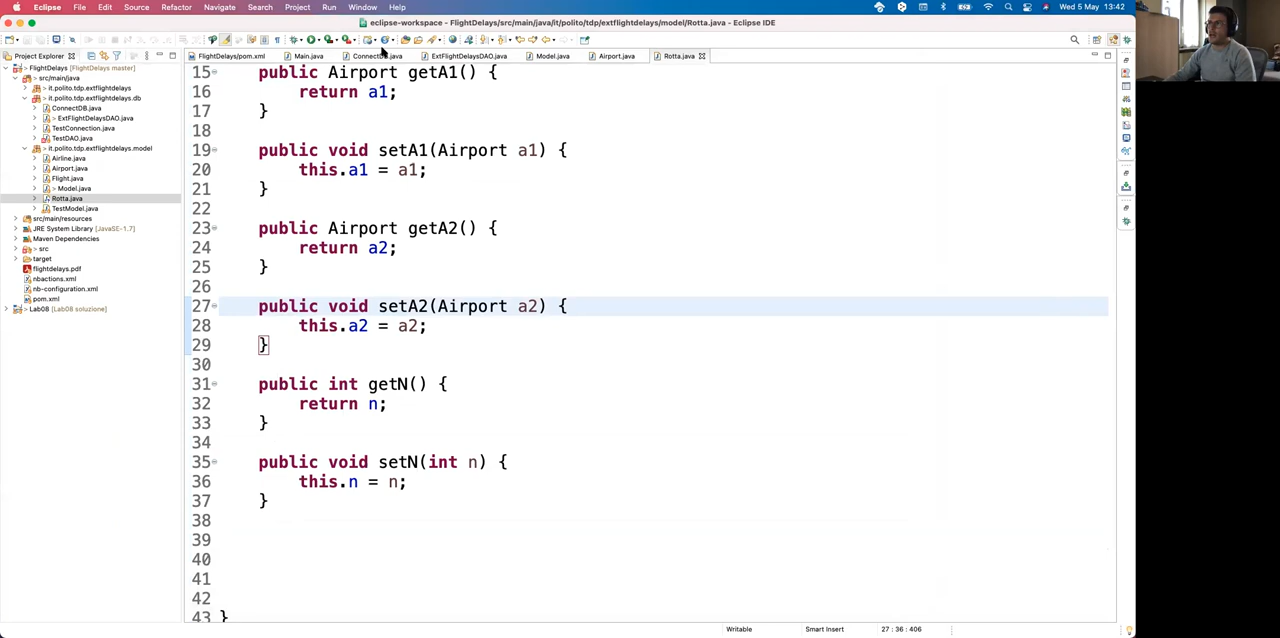 Eclipse File Edit Source Refactor Navigate Search Project Run Window Help Wed 5 May 13:42
eclipse-workspace - FlightDelays/src/main/java/it/polito/tdp/extflightdelays/model/Rotta.java - Eclipse IDE
Project Explorer
FlightDelays [FlightDelays master]
src/main/java
it.polito.tdp.extflightdelays
it.polito.tdp.extflightdelays.db
ConnectDB.java
ExtFlightDelaysDAO.java
TestConnection.java
TestDAO.java
it.polito.tdp.extflightdelays.model
Airline.java
Airport.java
Flight.java
Model.java
Rotta.java
TestModel.java
src/main/resources
JRE System Library [JavaSE-1.7]
Maven Dependencies
src
target
flightdelays.pdf
nbactions.xml
nb-configuration.xml
pom.xml
Lab08 [Lab08 soluzione]
FlightDelays/pom.xml Main.java ConnectDB.java ExtFlightDelaysDAO.java Model.java Airport.java Rotta.java
15 public Airport getA1() {
16 return a1;
17 }
18
19 public void setA1(Airport a1) {
20 this.a1 = a1;
21 }
22
23 public Airport getA2() {
24 return a2;
25 }
26
27 public void setA2(Airport a2) {
28 this.a2 = a2;
29 }
30
31 public int getN() {
32 return n;
33 }
34
35 public void setN(int n) {
36 this.n = n;
37 }
38
39
40
41
42
43 }
Writable Smart Insert 27 : 36 : 406